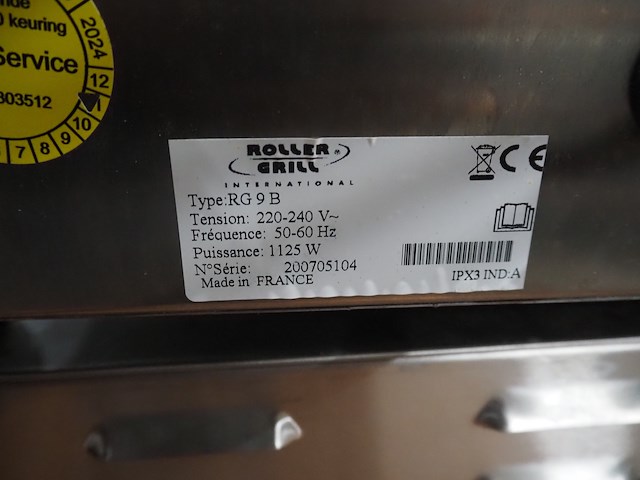 keuring
2024
Service
303512
12
10
9
8
7
ROLLER
GRILL
INTERNATIONAL
CE
Type:RG 9 B
Tension: 220-240 V~
Fréquence: 50-60 Hz
Puissance: 1125 W
N°Série: 200705104
Made in FRANCE
IPX3 IND:A